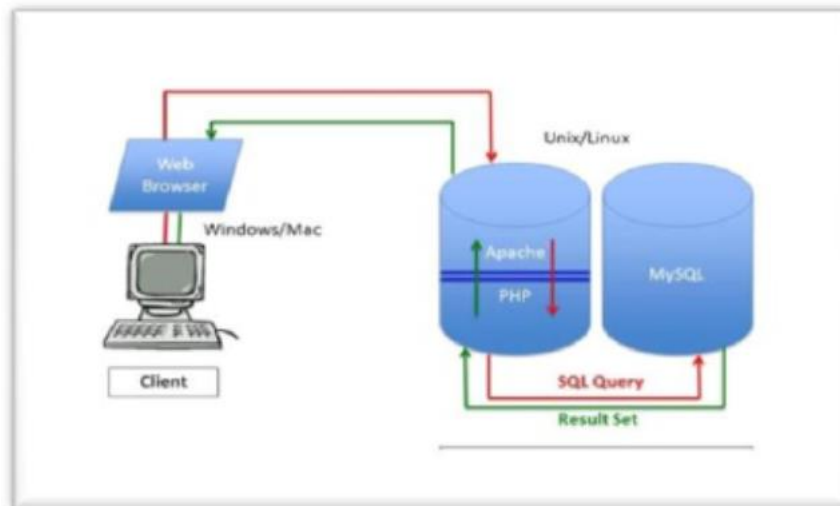 Unix/Linux
Web
Browser
Windows/Mac
Apache
PHP
MySQL
Client
SQL Query
Result Set